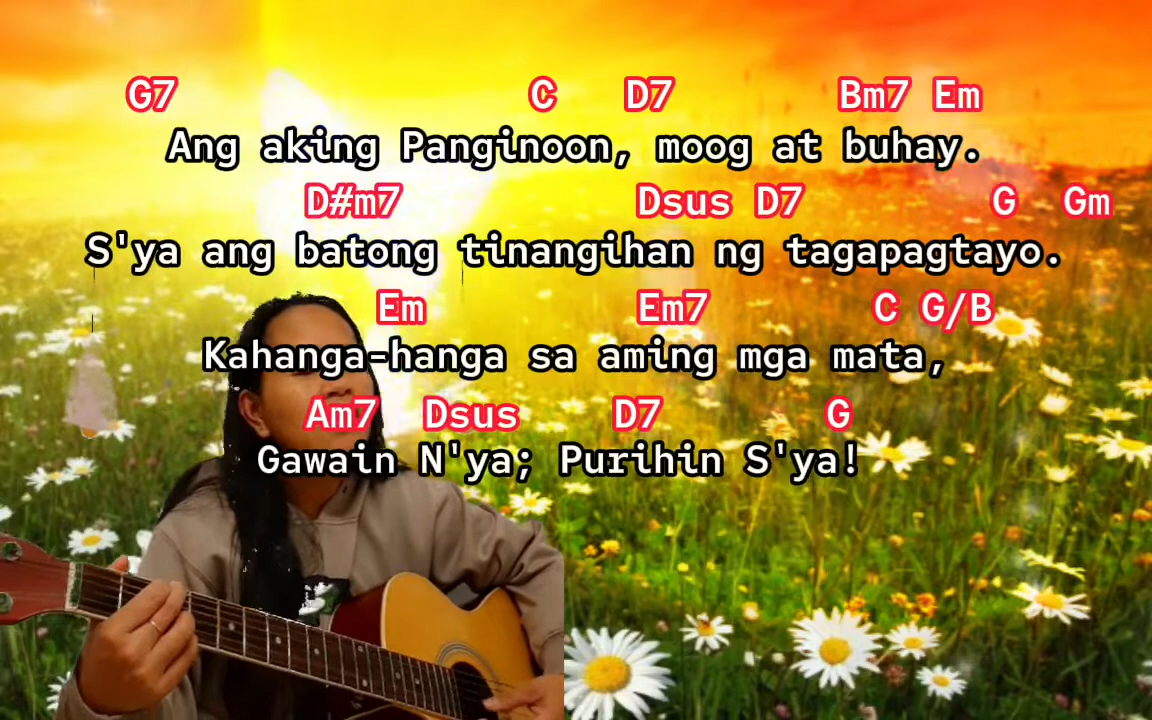 G7 C D7 Bm7 Em
Ang aking Panginoon, moog at buhay.
D#m7 Dsus D7 G Gm
S'ya ang batong tinangihan ng tagapagtayo.
Em Em7 C G/B
Kahanga-hanga sa aming mga mata,
Am7 Dsus D7 G
Gawain N'ya; Purihin S'ya!